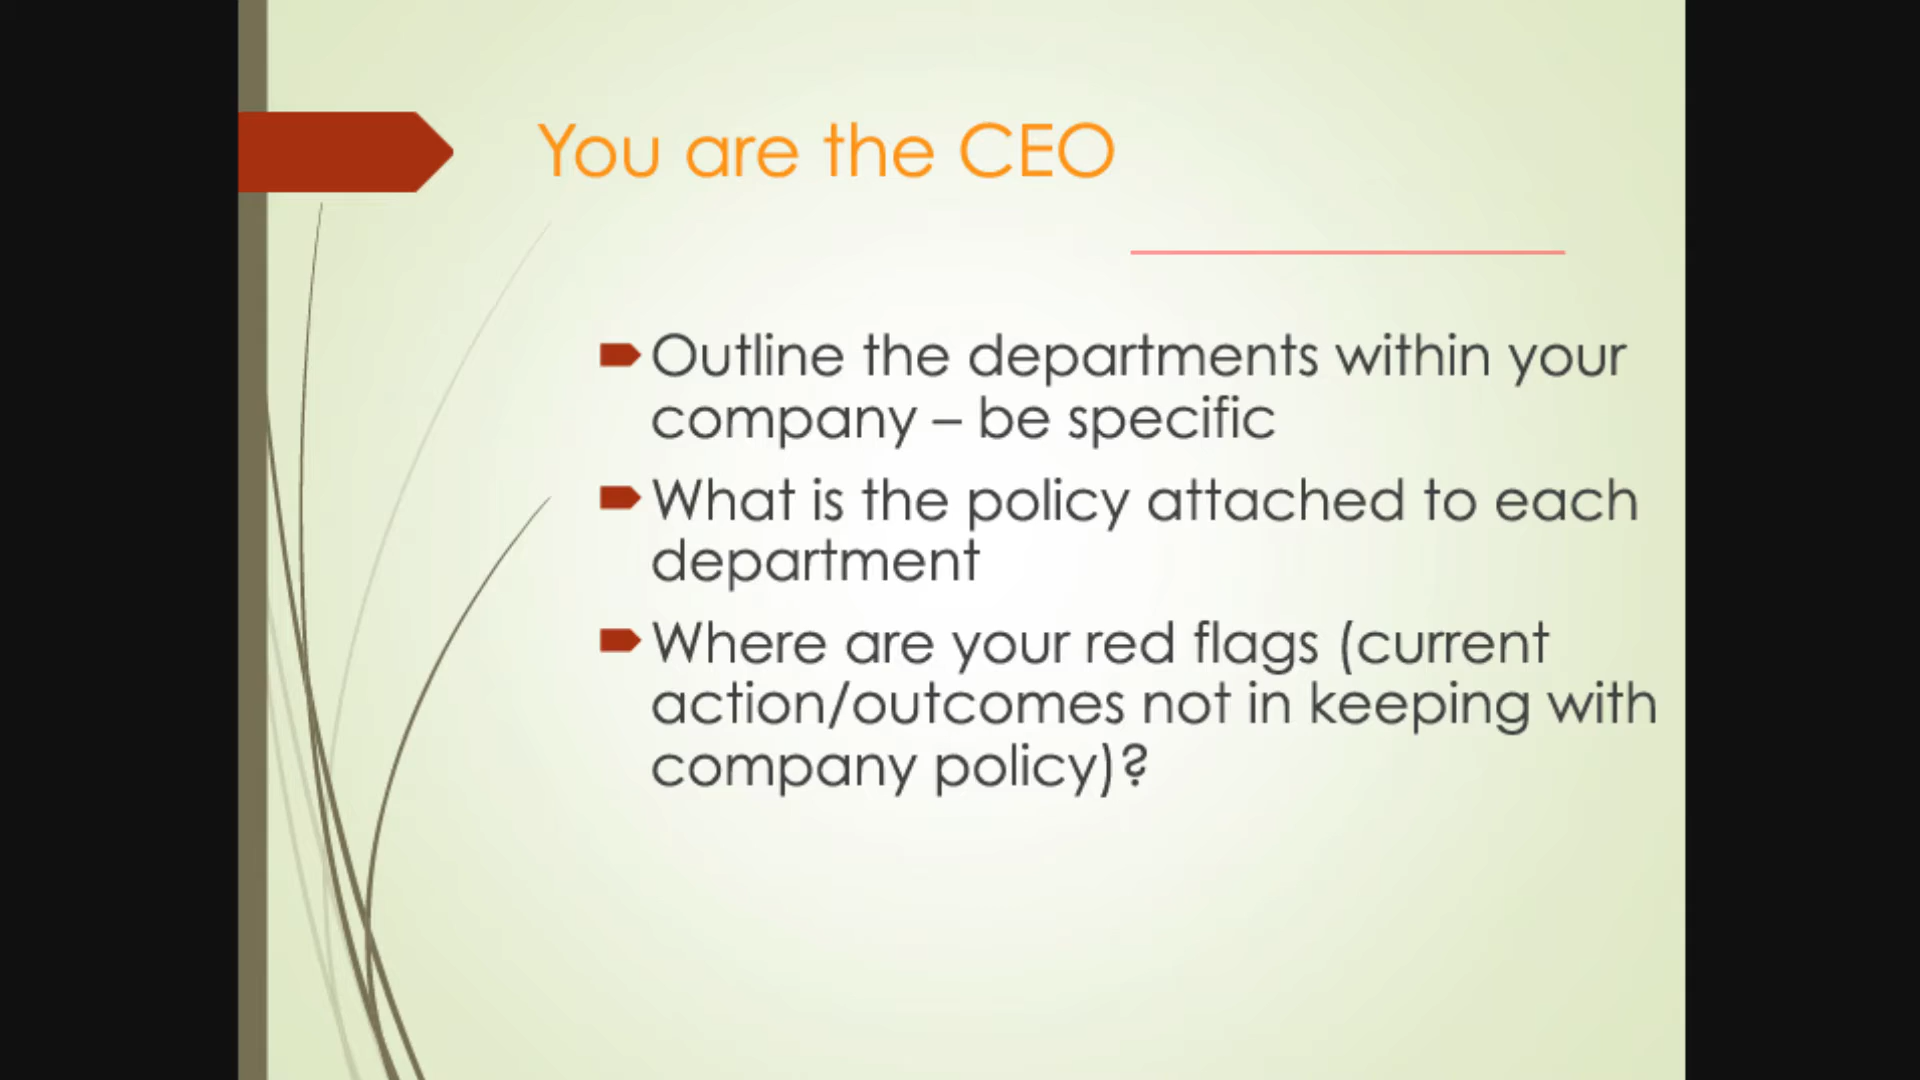 You are the CEO
Outline the departments within your
company – be specific
What is the policy attached to each
department
Where are your red flags (current
action/outcomes not in keeping with
company policy)?